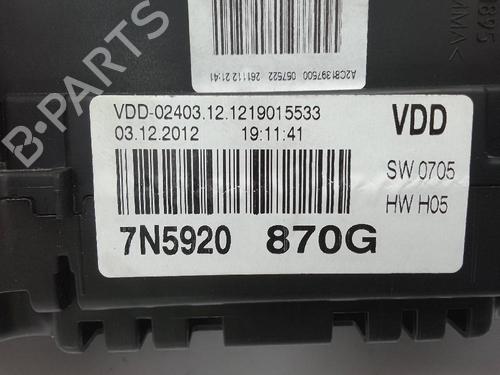 A2C81397500 057522 261112 21:41
VDD-02403.12.1219015533
03.12.2012 19:11:41
VDD
SW 0705
HW H05
7N5920 870G
B-PARTS